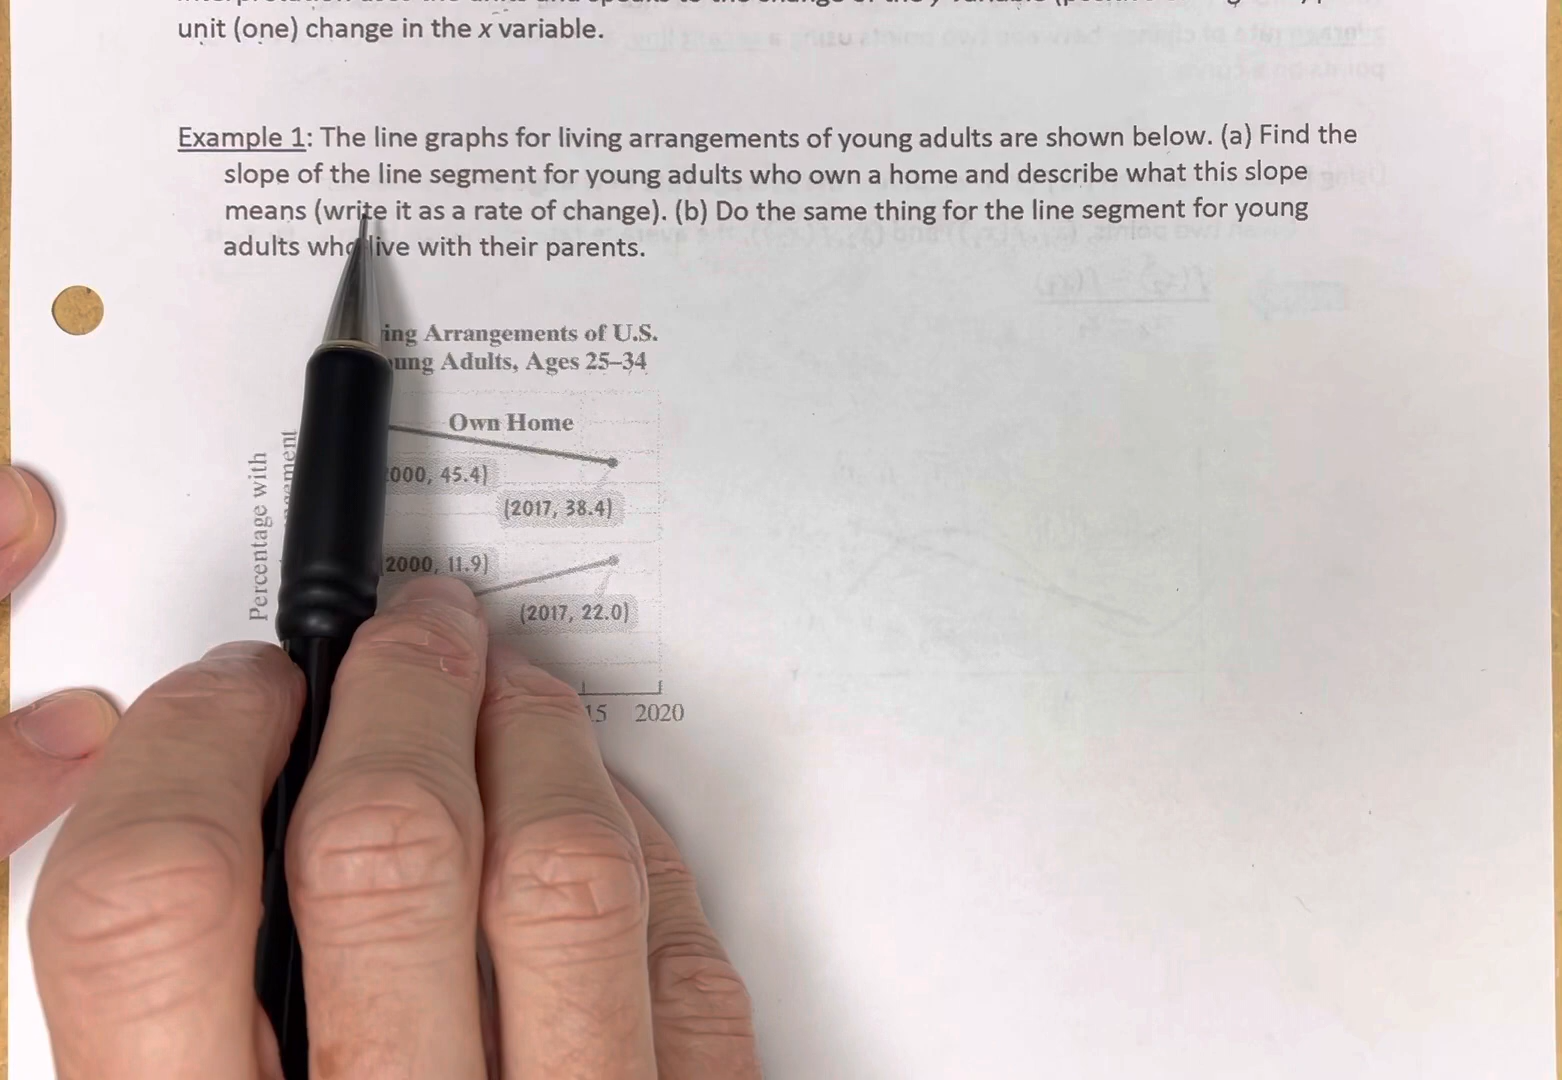 unit (one) change in the x variable.
Example 1: The line graphs for living arrangements of young adults are shown below. (a) Find the
slope of the line segment for young adults who own a home and describe what this slope
means (write it as a rate of change). (b) Do the same thing for the line segment for young
adults who live with their parents.
ing Arrangements of U.S.
ung Adults, Ages 25–34
Own Home
Percentage with
000, 45.4)
(2017, 38.4)
2000, 11.9)
(2017, 22.0)
15 2020